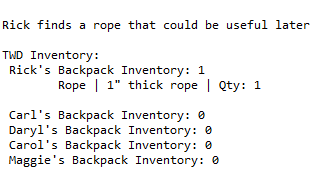 Rick finds a rope that could be useful later
TWD Inventory:
Rick's Backpack Inventory: 1
Rope | 1" thick rope | Qty: 1
Carl's Backpack Inventory: 0
Daryl's Backpack Inventory: 0
Carol's Backpack Inventory: 0
Maggie's Backpack Inventory: 0